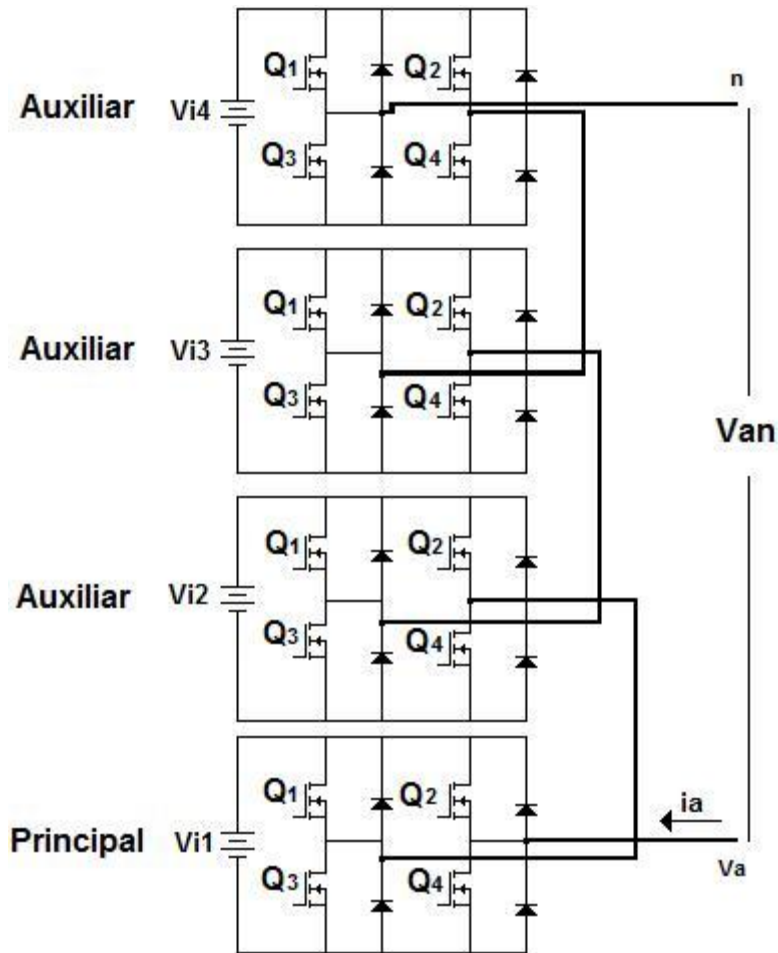 Q1 Q2
n
Auxiliar Vi4
Q3 Q4
Q1 Q2
Auxiliar Vi3
Q3 Q4
Van
Q1 Q2
Auxiliar Vi2
Q3 Q4
Q1 Q2
ia
Principal Vi1
Va
Q3 Q4